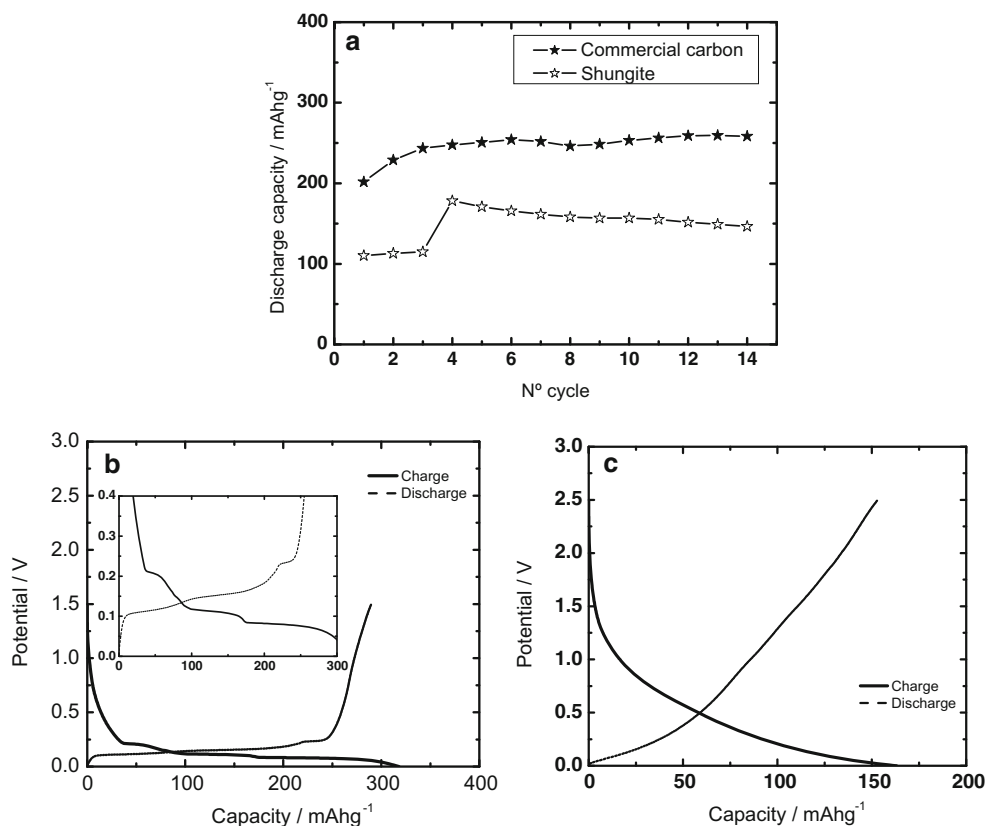 a
Commercial carbon
Shungite
400
300
200
100
0
Discharge capacity / mAhg-1
0 2 4 6 8 10 12 14
Nº cycle
b
Charge
Discharge
3.0
2.5
2.0
1.5
1.0
0.5
0.0
Potential / V
0.4
0.3
0.2
0.1
0.0
0 100 200 300
0 100 200 300 400
Capacity / mAhg-1
c
3.0
2.5
2.0
1.5
1.0
0.5
0.0
Potential / V
Charge
Discharge
0 50 100 150 200
Capacity / mAhg-1